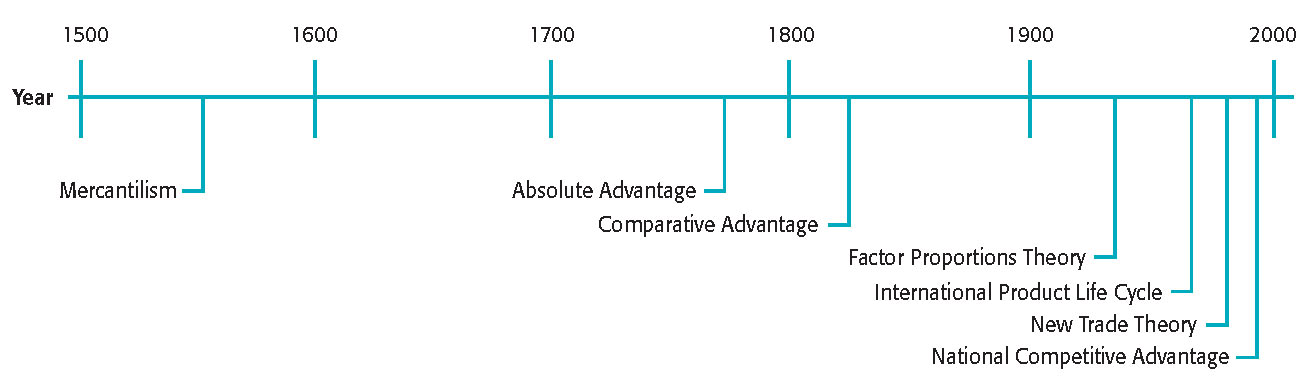 1500 1600 1700 1800 1900 2000
Year
Mercantilism
Absolute Advantage
Comparative Advantage
Factor Proportions Theory
International Product Life Cycle
New Trade Theory
National Competitive Advantage